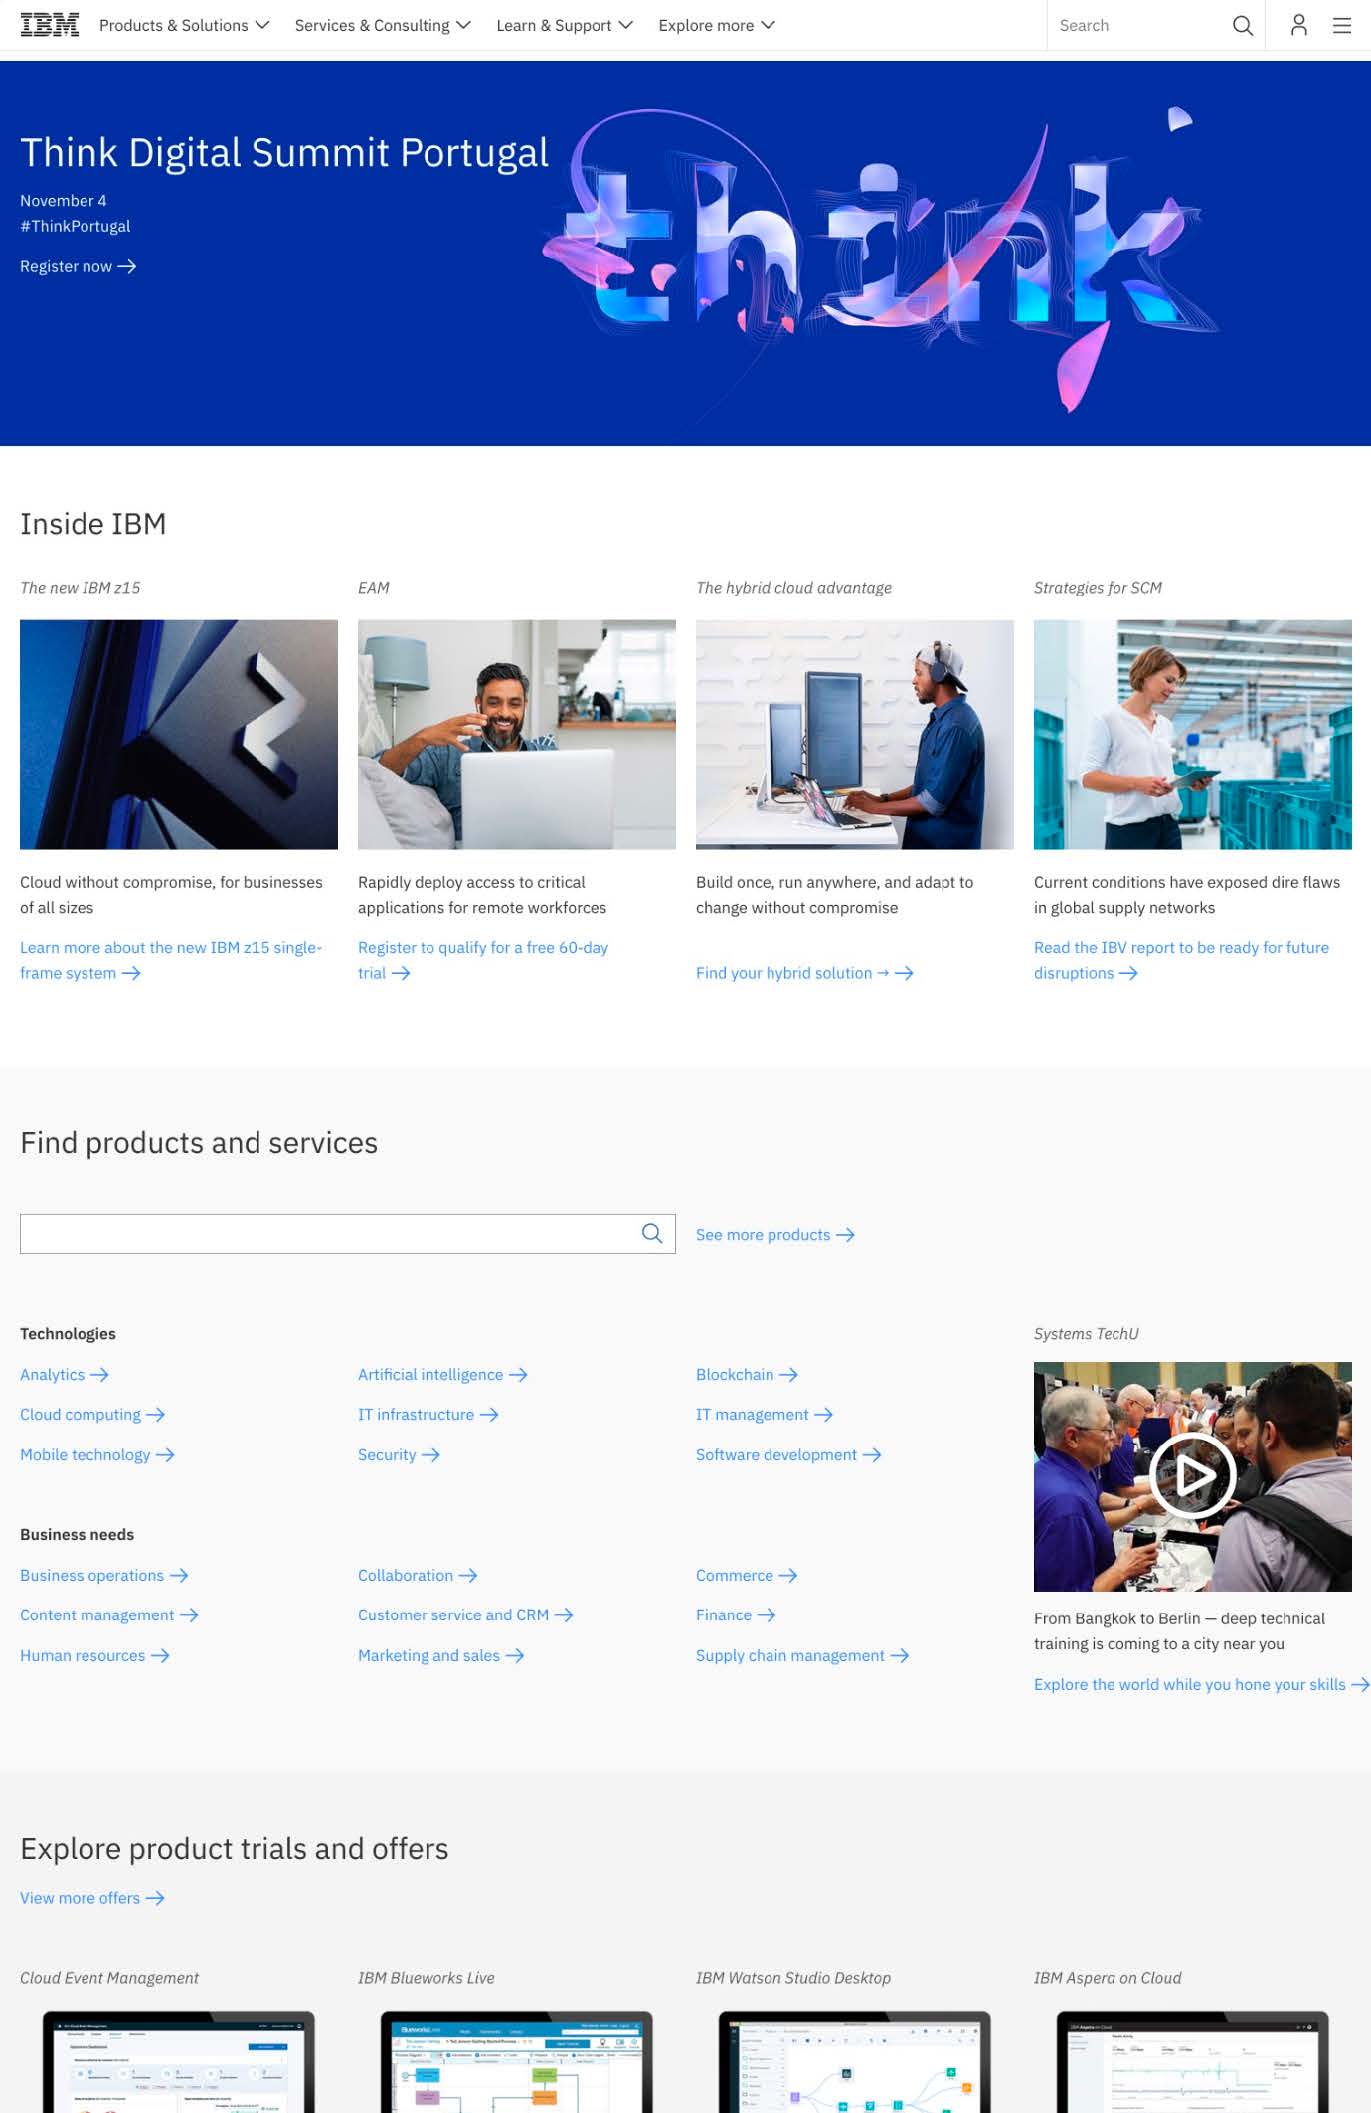 IBM Products & Solutions Services & Consulting Learn & Support Explore more Search
Think Digital Summit Portugal
November 4
#ThinkPortugal
Register now →
think
Inside IBM
The new IBM z15
Cloud without compromise, for businesses
of all sizes
Learn more about the new IBM z15 single-
frame system →
EAM
Rapidly deploy access to critical
applications for remote workforces
Register to qualify for a free 60-day
trial →
The hybrid cloud advantage
Build once, run anywhere, and adapt to
change without compromise
Find your hybrid solution → →
Strategies for SCM
Current conditions have exposed dire flaws
in global supply networks
Read the IBV report to be ready for future
disruptions →
Find products and services
See more products →
Technologies
Analytics → Artificial intelligence → Blockchain →
Cloud computing → IT infrastructure → IT management →
Mobile technology → Security → Software development →
Business needs
Business operations → Collaboration → Commerce →
Content management → Customer service and CRM → Finance →
Human resources → Marketing and sales → Supply chain management →
Systems TechU
From Bangkok to Berlin — deep technical
training is coming to a city near you
Explore the world while you hone your skills →
Explore product trials and offers
View more offers →
Cloud Event Management
IBM Blueworks Live
IBM Watson Studio Desktop
IBM Aspera on Cloud